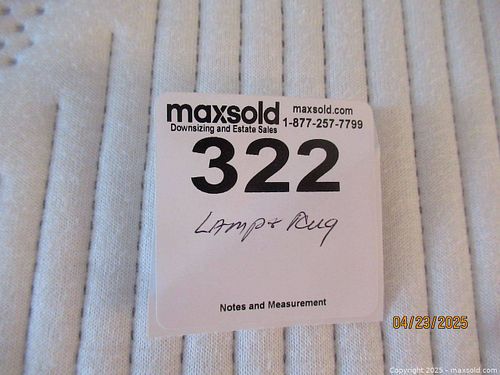 maxsold maxsold.com
Downsizing and Estate Sales 1-877-257-7799
322
Lamp + Rug
Notes and Measurement
04/23/2025
Copyright 2025 - maxsold.com